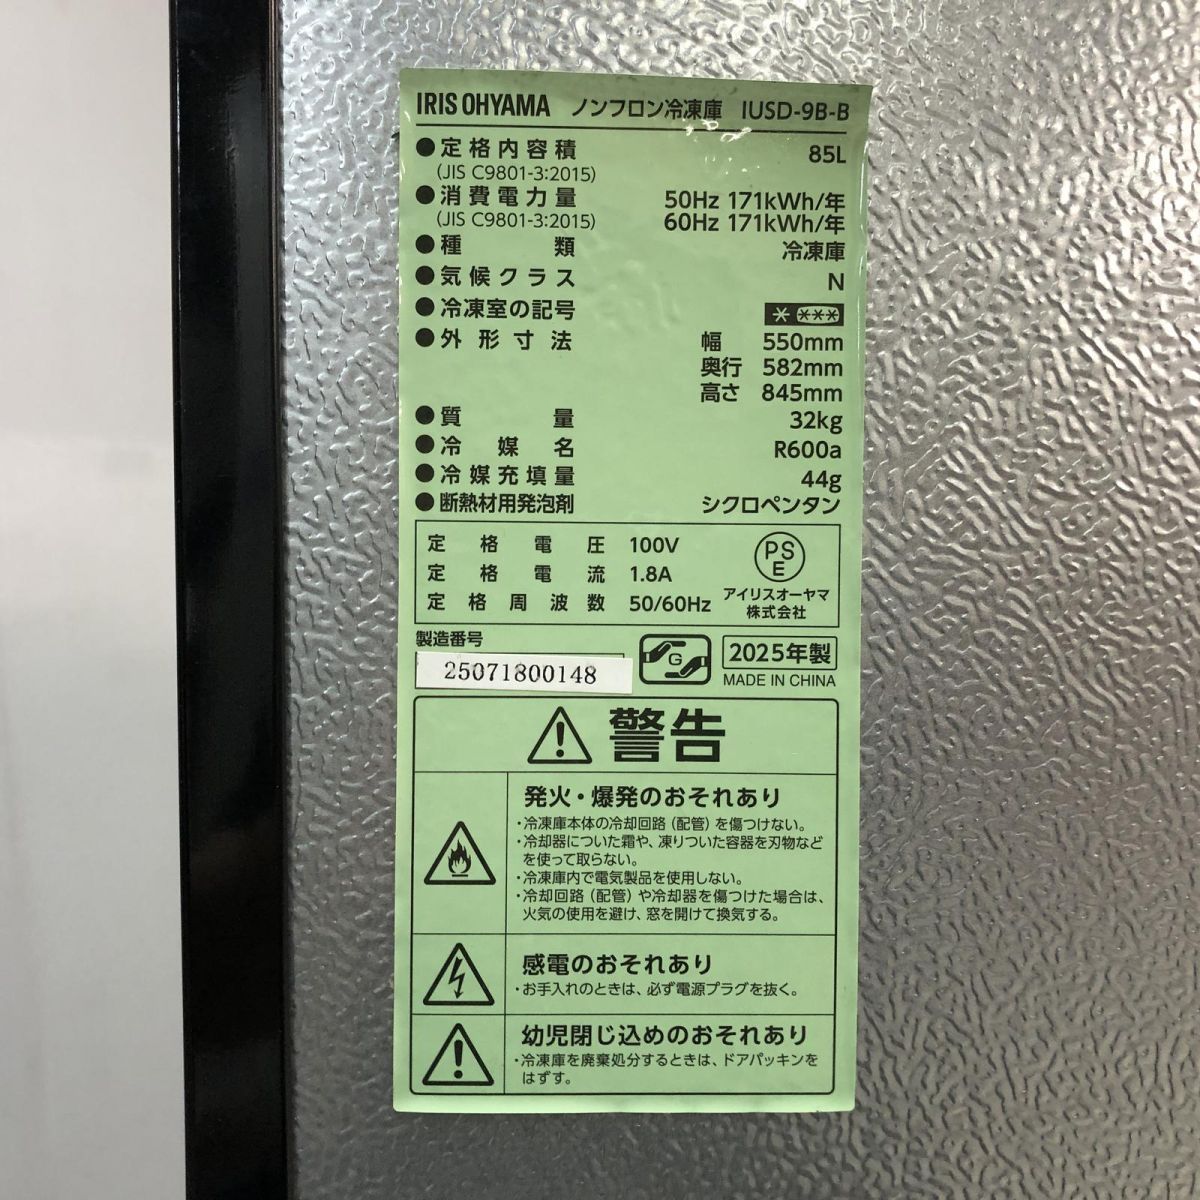 IRIS OHYAMA ノンフロン冷凍庫 IUSD-9B-B
●定格内容積 85L
(JIS C9801-3:2015)
●消費電力量 50Hz 171kWh/年
(JIS C9801-3:2015) 60Hz 171kWh/年
●種類 冷凍庫
●気候クラス N
●冷凍室の記号 * ***
●外形寸法 幅 550mm
奥行 582mm
高さ 845mm
●質量 32kg
●冷媒名 R600a
●冷媒充填量 44g
●断熱材用発泡剤 シクロペンタン
定格電圧 100V
定格電流 1.8A
定格周波数 50/60Hz
PS
E
アイリスオーヤマ
株式会社
製造番号
25071800148
G
2025年製
MADE IN CHINA
警告
発火・爆発のおそれあり
・冷凍庫本体の冷却回路(配管)を傷つけない。
・冷却器についた霜や、凍りついた容器を刃物など
を使って取らない。
・冷凍庫内で電気製品を使用しない。
・冷却回路(配管)や冷却器を傷つけた場合は、
火気の使用を避け、窓を開けて換気する。
感電のおそれあり
・お手入れのときは、必ず電源プラグを抜く。
幼児閉じ込めのおそれあり
・冷凍庫を廃棄処分するときは、ドアパッキンを
はずす。